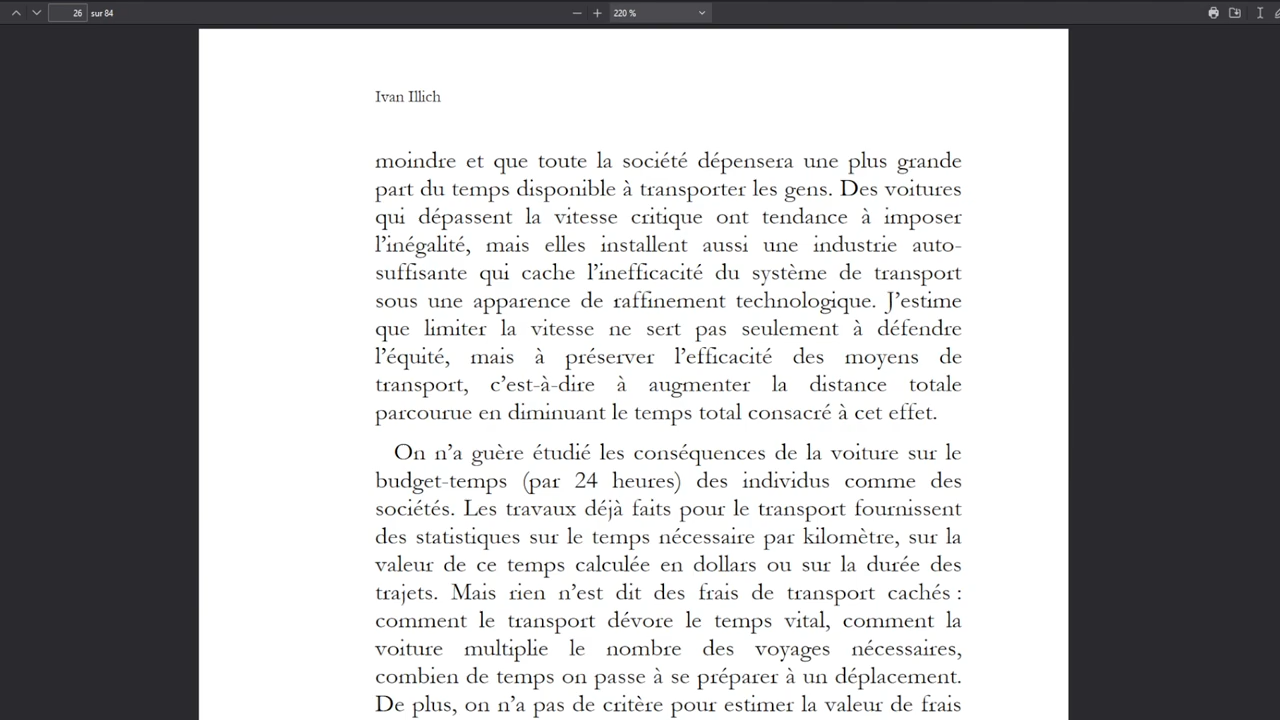 26 sur 84
220 %
Ivan Illich
moindre et que toute la société dépensera une plus grande
part du temps disponible à transporter les gens. Des voitures
qui dépassent la vitesse critique ont tendance à imposer
l’inégalité, mais elles installent aussi une industrie auto-
suffisante qui cache l’inefficacité du système de transport
sous une apparence de raffinement technologique. J’estime
que limiter la vitesse ne sert pas seulement à défendre
l’équité, mais à préserver l’efficacité des moyens de
transport, c’est-à-dire à augmenter la distance totale
parcourue en diminuant le temps total consacré à cet effet.
On n’a guère étudié les conséquences de la voiture sur le
budget-temps (par 24 heures) des individus comme des
sociétés. Les travaux déjà faits pour le transport fournissent
des statistiques sur le temps nécessaire par kilomètre, sur la
valeur de ce temps calculée en dollars ou sur la durée des
trajets. Mais rien n’est dit des frais de transport cachés :
comment le transport dévore le temps vital, comment la
voiture multiplie le nombre des voyages nécessaires,
combien de temps on passe à se préparer à un déplacement.
De plus, on n’a pas de critère pour estimer la valeur de frais